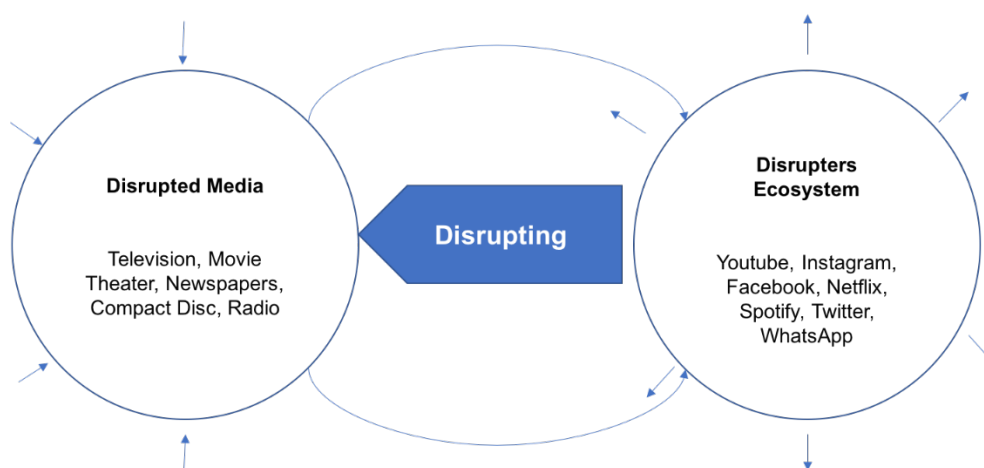 Disrupted Media
Television, Movie
Theater, Newspapers,
Compact Disc, Radio
Disrupting
Disrupters
Ecosystem
Youtube, Instagram,
Facebook, Netflix,
Spotify, Twitter,
WhatsApp